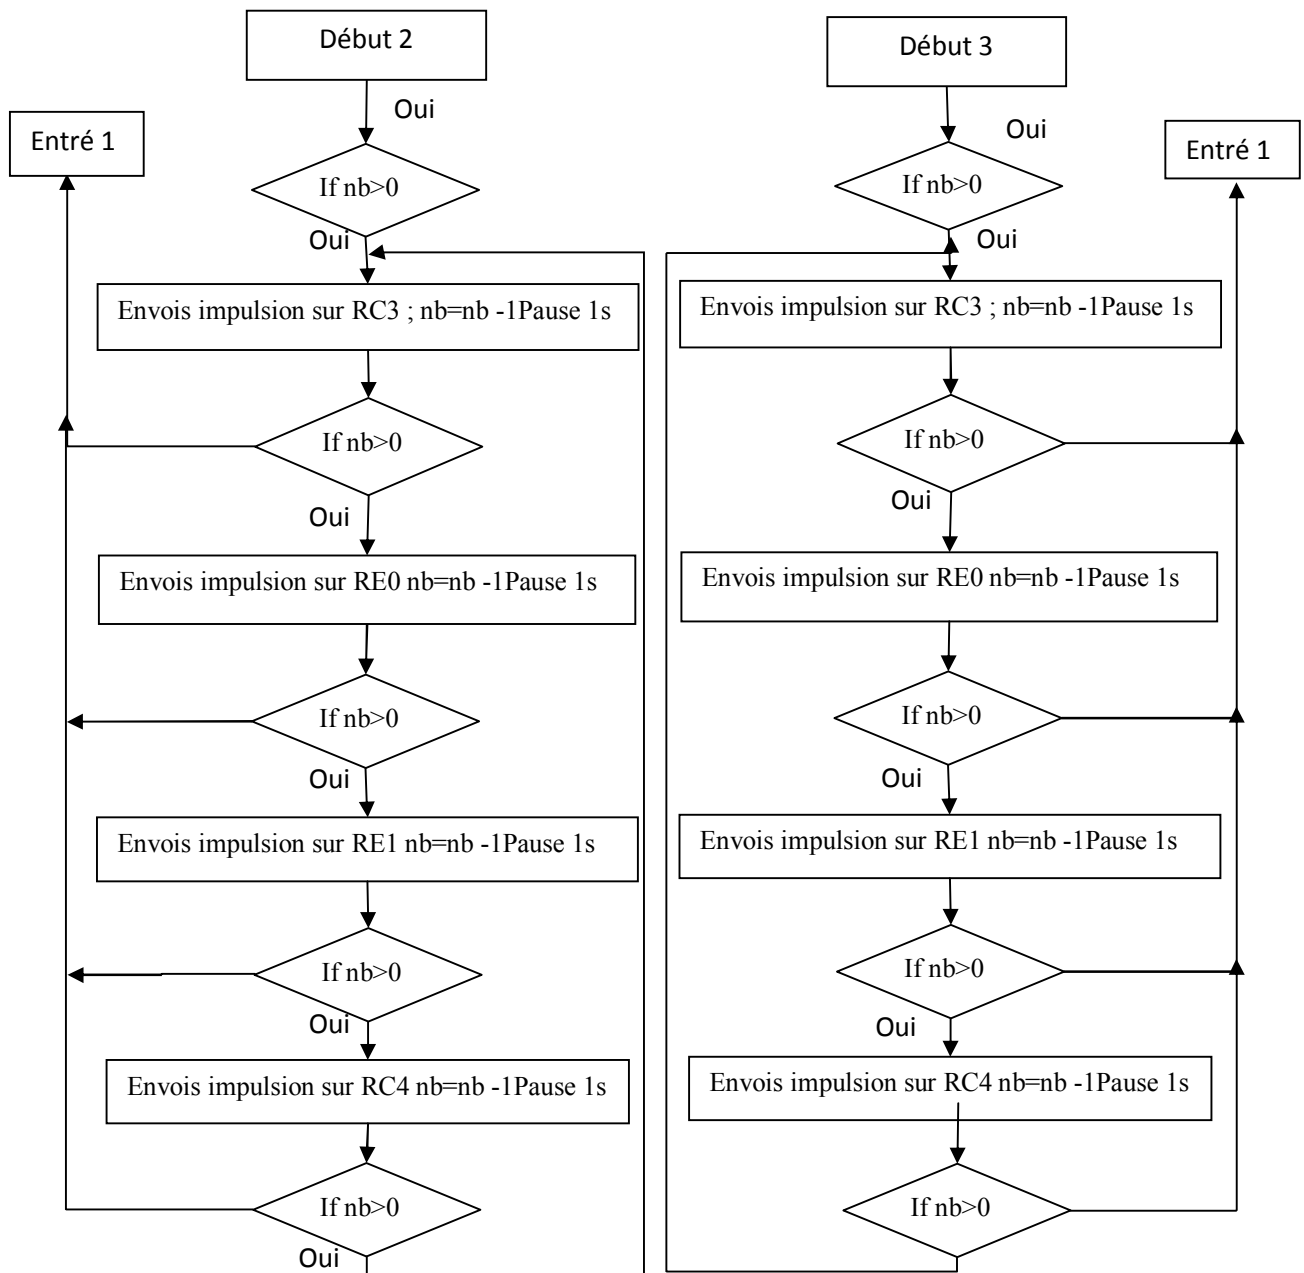 Début 2
Oui
Entré 1
If nb>0
Oui
Envois impulsion sur RC3 ; nb=nb -1Pause 1s
If nb>0
Oui
Envois impulsion sur RE0 nb=nb -1Pause 1s
If nb>0
Oui
Envois impulsion sur RE1 nb=nb -1Pause 1s
If nb>0
Oui
Envois impulsion sur RC4 nb=nb -1Pause 1s
If nb>0
Oui
Début 3
Oui
Entré 1
If nb>0
Oui
Envois impulsion sur RC3 ; nb=nb -1Pause 1s
If nb>0
Oui
Envois impulsion sur RE0 nb=nb -1Pause 1s
If nb>0
Oui
Envois impulsion sur RE1 nb=nb -1Pause 1s
If nb>0
Oui
Envois impulsion sur RC4 nb=nb -1Pause 1s
If nb>0